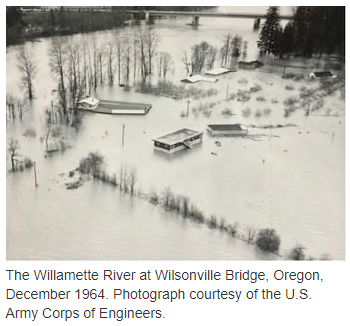 The Willamette River at Wilsonville Bridge, Oregon,
December 1964. Photograph courtesy of the U.S.
Army Corps of Engineers.